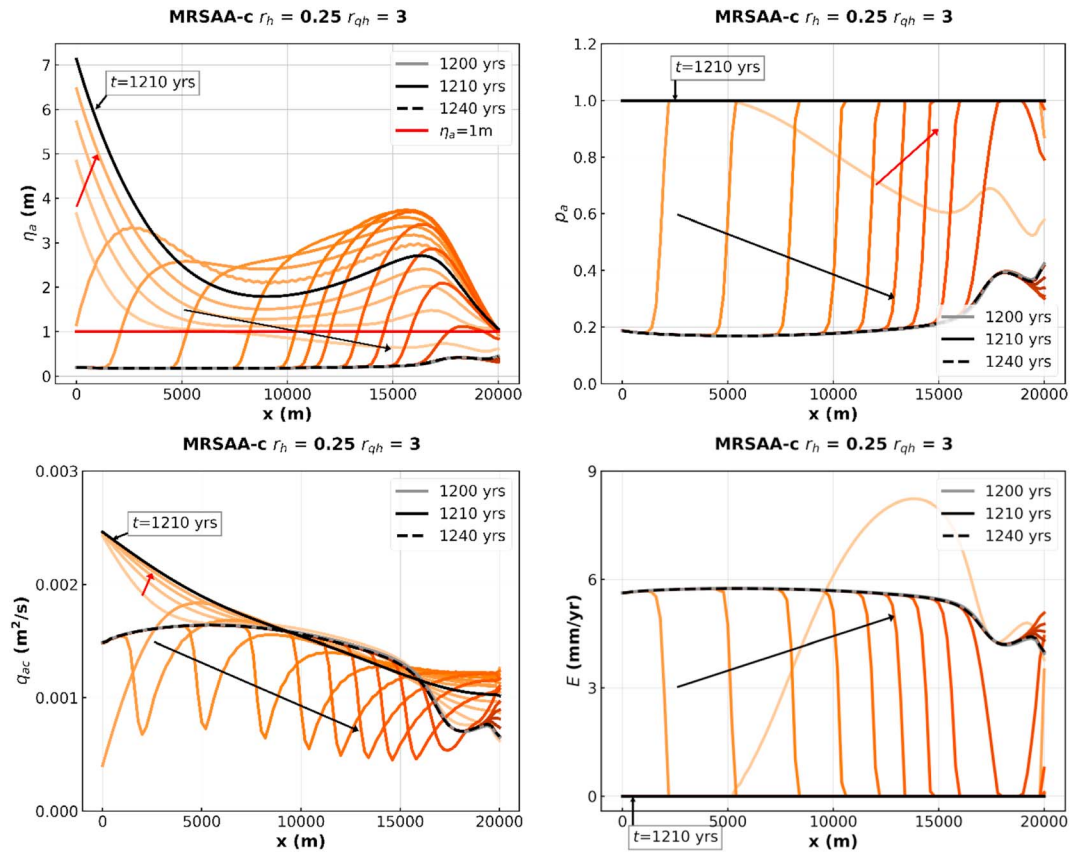 MRSAA-c r_h = 0.25 r_qh = 3
t=1210 yrs
1200 yrs
1210 yrs
1240 yrs
η_a=1m
η_a (m)
7
6
5
4
3
2
1
0
0 5000 10000 15000 20000
x (m)
MRSAA-c r_h = 0.25 r_qh = 3
t=1210 yrs
p_a
1.2
1.0
0.8
0.6
0.4
0.2
0.0
1200 yrs
1210 yrs
1240 yrs
0 5000 10000 15000 20000
x (m)
MRSAA-c r_h = 0.25 r_qh = 3
1200 yrs
1210 yrs
1240 yrs
t=1210 yrs
q_ac (m²/s)
0.003
0.002
0.001
0.000
0 5000 10000 15000 20000
x (m)
MRSAA-c r_h = 0.25 r_qh = 3
1200 yrs
1210 yrs
1240 yrs
E (mm/yr)
9
6
3
0
0 5000 10000 15000 20000
t=1210 yrs
x (m)